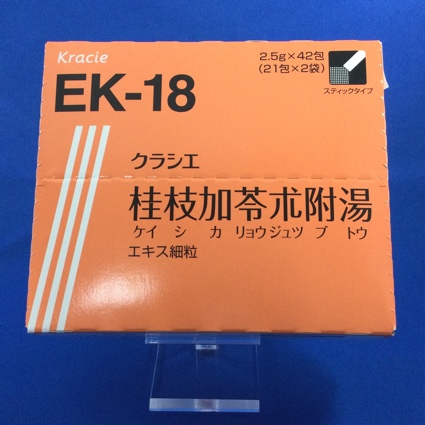 Kracie
EK-18
2.5g×42包
(21包×2袋)
スティックタイプ
クラシエ
桂枝加苓朮附湯
ケイ シ カ リョウジュツ ブ トウ
エキス細粒